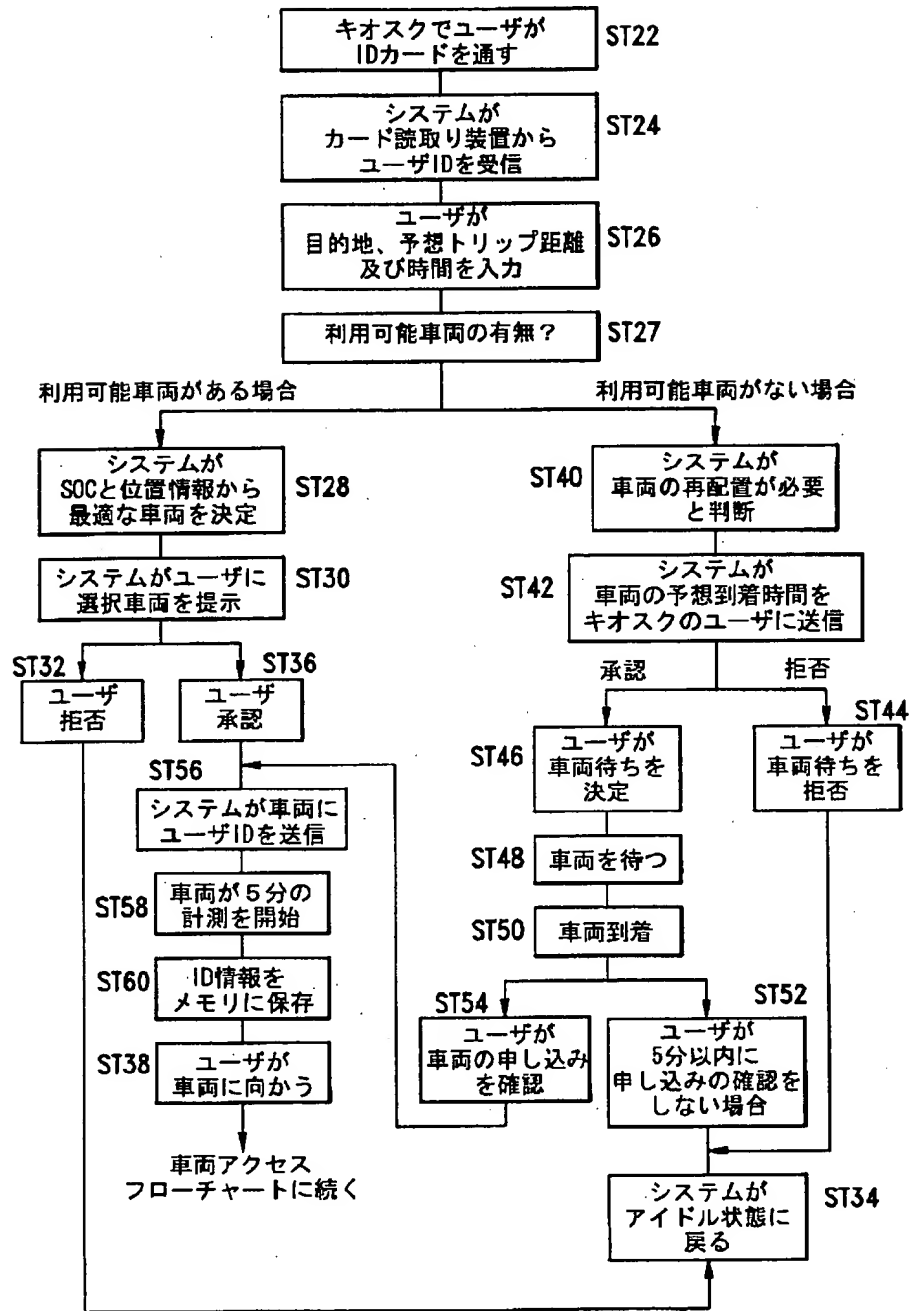 キオスクでユーザが
IDカードを通す
ST22
システムが
カード読取り装置から
ユーザIDを受信
ST24
ユーザが
目的地、予想トリップ距離
及び時間を入力
ST26
利用可能車両の有無?
ST27
利用可能車両がある場合
利用可能車両がない場合
システムが
SOCと位置情報から
最適な車両を決定
ST28
ST40
システムが
車両の再配置が必要
と判断
システムがユーザに
選択車両を提示
ST30
ST42
システムが
車両の予想到着時間を
キオスクのユーザに送信
ST32
ユーザ
拒否
ST36
ユーザ
承認
承認
拒否
ST46
ユーザが
車両待ちを
決定
ST44
ユーザが
車両待ちを
拒否
ST56
システムが車両に
ユーザIDを送信
ST48
車両を待つ
ST58
車両が5分の
計測を開始
ST50
車両到着
ST60
ID情報を
メモリに保存
ST54
ユーザが
車両の申し込み
を確認
ST52
ユーザが
5分以内に
申し込みの確認を
しない場合
ST38
ユーザが
車両に向かう
車両アクセス
フローチャートに続く
システムが
アイドル状態に
戻る
ST34